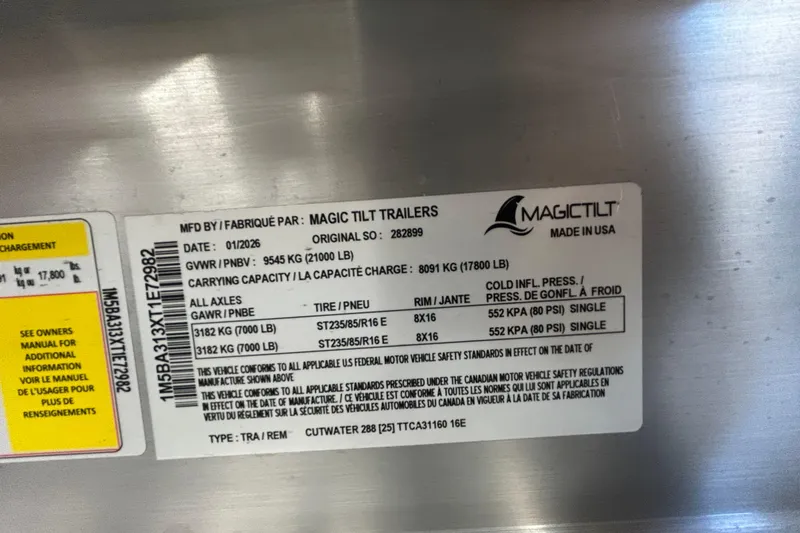 ON
CHARGEMENT
kg or
kg ou 17,800 lbs.
lb.
SEE OWNERS
MANUAL FOR
ADDITIONAL
INFORMATION
VOIR LE MANUEL
DE L'USAGER POUR
PLUS DE
RENSEIGNEMENTS
1M5BA313XT1E72982
1M5BA313XT1E72982
MFD BY / FABRIQUÉ PAR : MAGIC TILT TRAILERS
DATE : 01/2026 ORIGINAL SO : 282899
GVWR / PNBV : 9545 KG (21000 LB)
CARRYING CAPACITY / LA CAPACITÉ CHARGE : 8091 KG (17800 LB)
MAGICTILT
MADE IN USA
ALL AXLES
GAWR / PNBE TIRE / PNEU RIM / JANTE COLD INFL. PRESS. /
PRESS. DE GONFL. À FROID
3182 KG (7000 LB) ST235/85/R16 E 8X16 552 KPA (80 PSI) SINGLE
3182 KG (7000 LB) ST235/85/R16 E 8X16 552 KPA (80 PSI) SINGLE
THIS VEHICLE CONFORMS TO ALL APPLICABLE U.S FEDERAL MOTOR VEHICLE SAFETY STANDARDS IN EFFECT ON THE DATE OF
MANUFACTURE SHOWN ABOVE
THIS VEHICLE CONFORMS TO ALL APPLICABLE STANDARDS PRESCRIBED UNDER THE CANADIAN MOTOR VEHICLE SAFETY REGULATIONS
IN EFFECT ON THE DATE OF MANUFACTURE. / CE VÉHICULE EST CONFORME À TOUTES LES NORMES QUI LUI SONT APPLICABLES EN
VERTU DU RÈGLEMENT SUR LA SÉCURITÉ DES VÉHICULES AUTOMOBILES DU CANADA EN VIGUEUR À LA DATE DE SA FABRICATION
TYPE : TRA / REM CUTWATER 288 [25] TTCA31160 16E